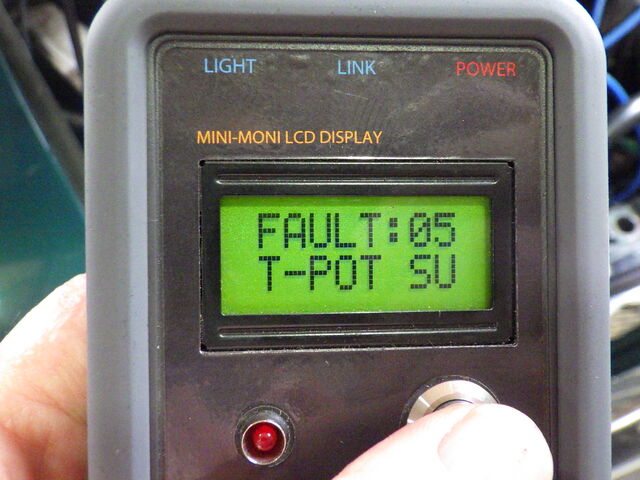 LIGHT LINK POWER
MINI-MONI LCD DISPLAY
FAULT:05
T-POT SU